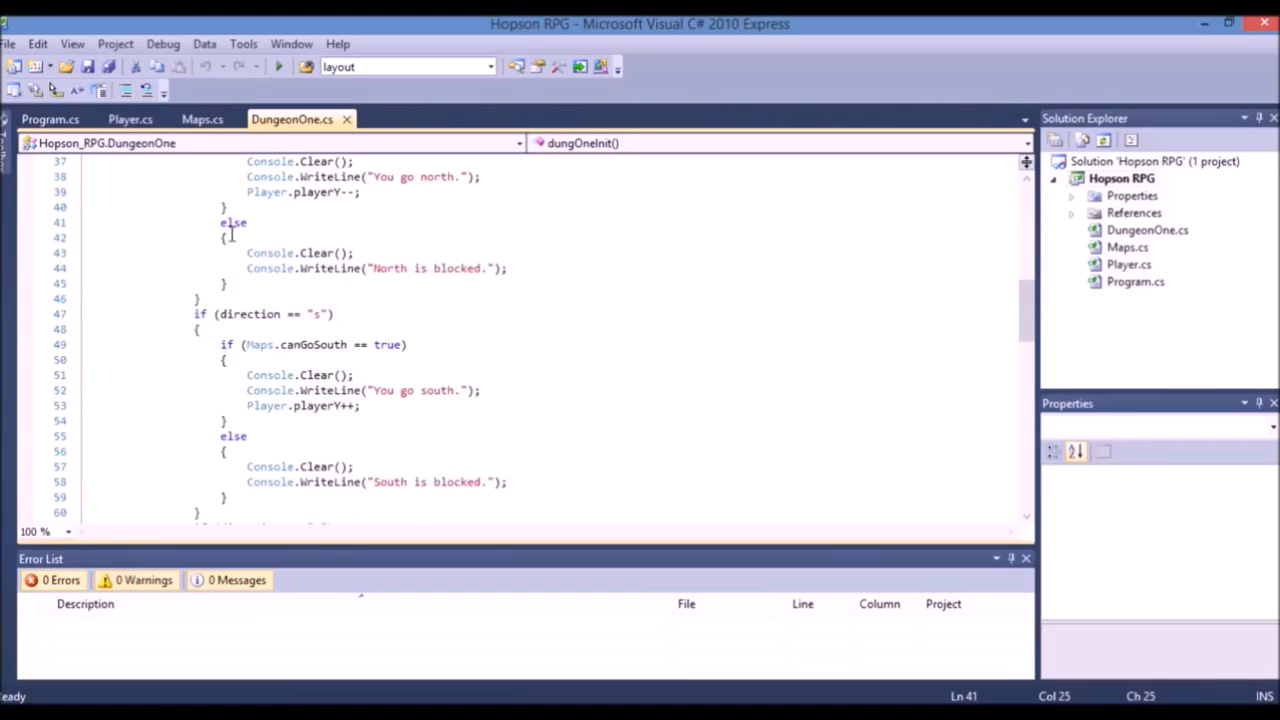 Hopson RPG - Microsoft Visual C# 2010 Express
File Edit View Project Debug Data Tools Window Help
layout
Program.cs Player.cs Maps.cs DungeonOne.cs
Hopson_RPG.DungeonOne dungOneInit()
37 Console.Clear();
38 Console.WriteLine("You go north.");
39 Player.playerY--;
40 }
41 else
42 {
43 Console.Clear();
44 Console.WriteLine("North is blocked.");
45 }
46 }
47 if (direction == "s")
48 {
49 if (Maps.canGoSouth == true)
50 {
51 Console.Clear();
52 Console.WriteLine("You go south.");
53 Player.playerY++;
54 }
55 else
56 {
57 Console.Clear();
58 Console.WriteLine("South is blocked.");
59 }
60 }
100 %
Solution Explorer
Solution 'Hopson RPG' (1 project)
Hopson RPG
Properties
References
DungeonOne.cs
Maps.cs
Player.cs
Program.cs
Properties
Error List
0 Errors 0 Warnings 0 Messages
Description File Line Column Project
eady Ln 41 Col 25 Ch 25 INS